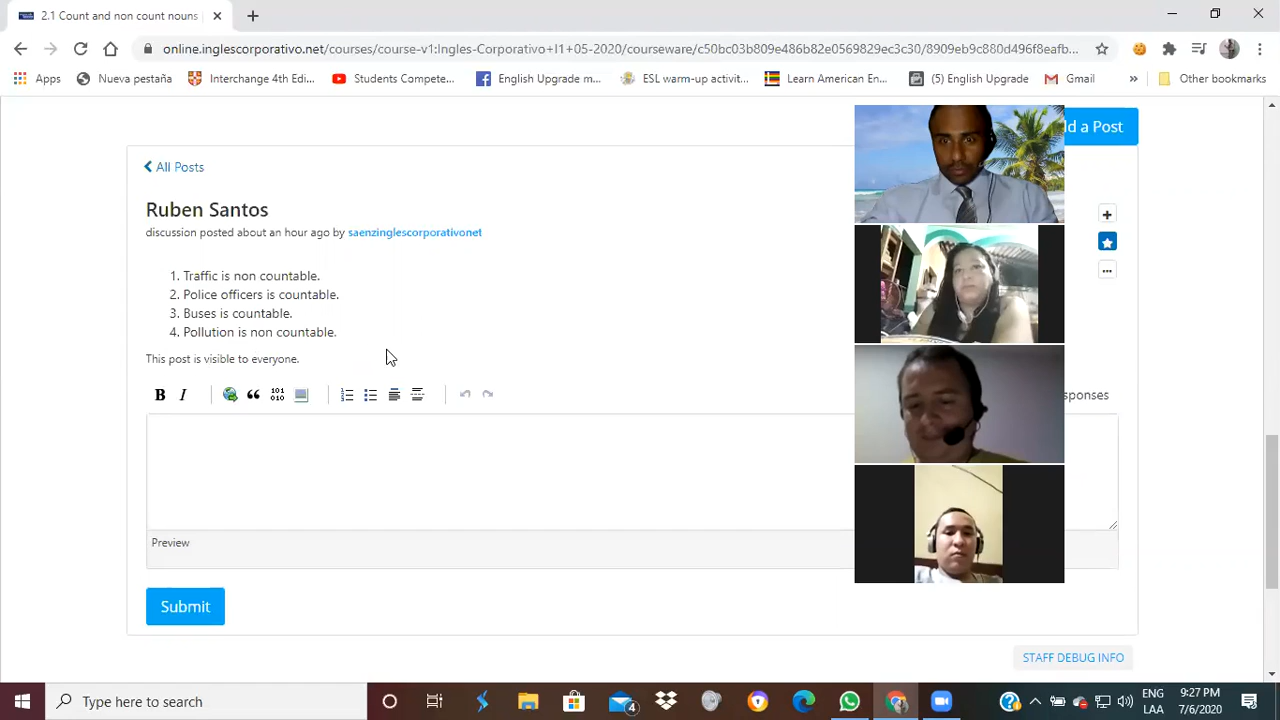 2.1 Count and non count nouns
online.inglescorporativo.net/courses/course-v1:Ingles-Corporativo+I1+05-2020/courseware/c50bc03b809e486b82e0569829ec3c30/8909eb9c880d496f8eafb...
Apps Nueva pestaña Interchange 4th Edi... Students Compete... English Upgrade m... ESL warm-up activit... Learn American En... (5) English Upgrade Gmail » Other bookmarks
d a Post
All Posts
Ruben Santos
discussion posted about an hour ago by saenzinglescorporativonet
1. Traffic is non countable.
2. Police officers is countable.
3. Buses is countable.
4. Pollution is non countable.
This post is visible to everyone.
B I sponses
Preview
Submit
STAFF DEBUG INFO
Type here to search 4 ENG 9:27 PM
LAA 7/6/2020